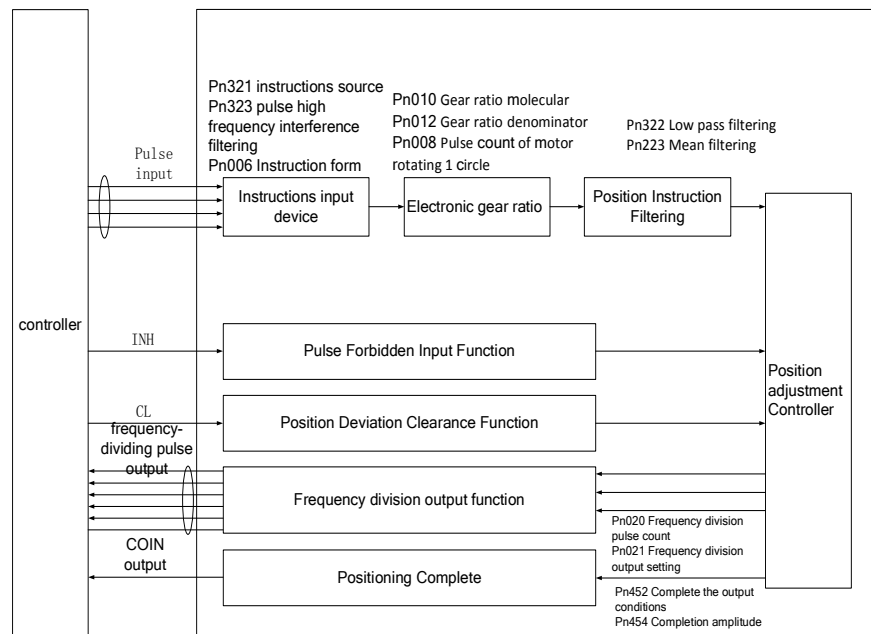 Pn321 instructions source
Pn323 pulse high
frequency interference
filtering
Pn006 Instruction form
Pn010 Gear ratio molecular
Pn012 Gear ratio denominator
Pn008 Pulse count of motor
rotating 1 circle
Pn322 Low pass filtering
Pn223 Mean filtering
Pulse
input
Instructions input
device
Electronic gear ratio
Position Instruction
Filtering
controller
INH
Pulse Forbidden Input Function
Position
adjustment
Controller
CL
Position Deviation Clearance Function
frequency-
dividing pulse
output
Frequency division output function
Pn020 Frequency division
pulse count
Pn021 Frequency division
output setting
COIN
output
Positioning Complete
Pn452 Complete the output
conditions
Pn454 Completion amplitude